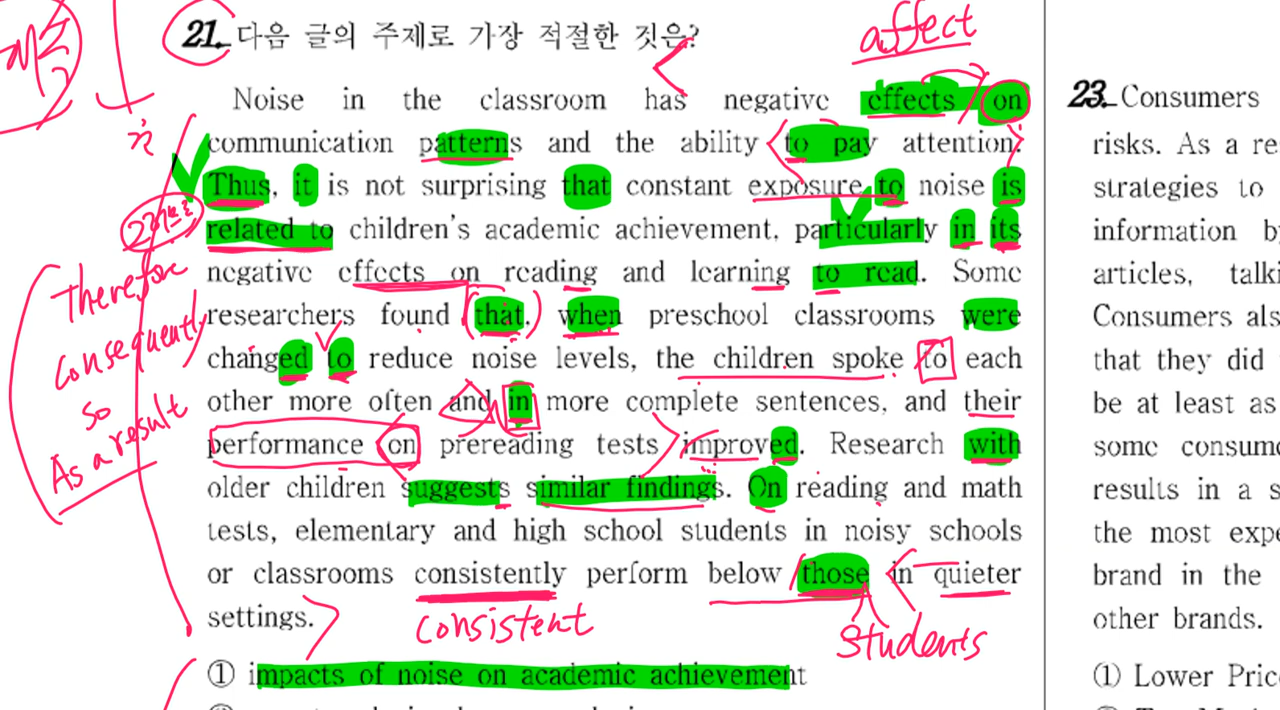 21. 다음 글의 주제로 가장 적절한 것은?
affect
Noise in the classroom has negative effects on
communication patterns and the ability to pay attention.
Thus, it is not surprising that constant exposure to noise is
related to children's academic achievement, particularly in its
negative effects on reading and learning to read. Some
researchers found that, when preschool classrooms were
changed to reduce noise levels, the children spoke to each
other more often and in more complete sentences, and their
performance on prereading tests improved. Research with
older children suggests similar findings. On reading and math
tests, elementary and high school students in noisy schools
or classrooms consistently perform below those in quieter
settings.
consistent
students
① impacts of noise on academic achievement
Therefore
consequently
so
As a result
23. Consumers
risks. As a re
strategies to
information by
articles, talki
Consumers als
that they did
be at least as
some consume
results in a s
the most expe
brand in the
other brands.
① Lower Pric